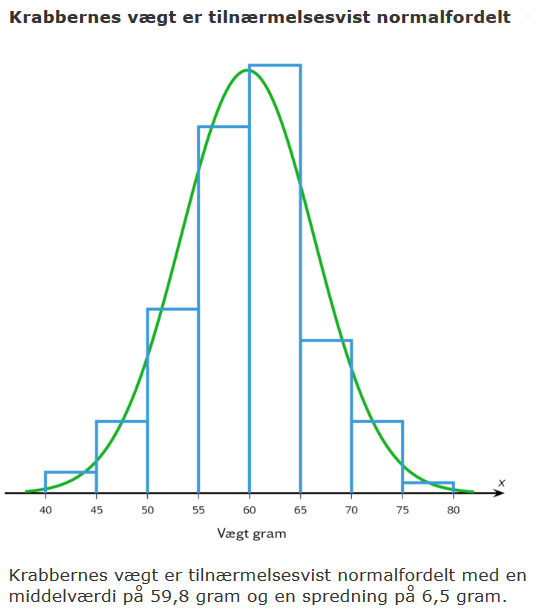 Krabbernes vægt er tilnærmelsesvist normalfordelt
x
40 45 50 55 60 65 70 75 80
Vægt gram
Krabbernes vægt er tilnærmelsesvist normalfordelt med en
middelværdi på 59,8 gram og en spredning på 6,5 gram.